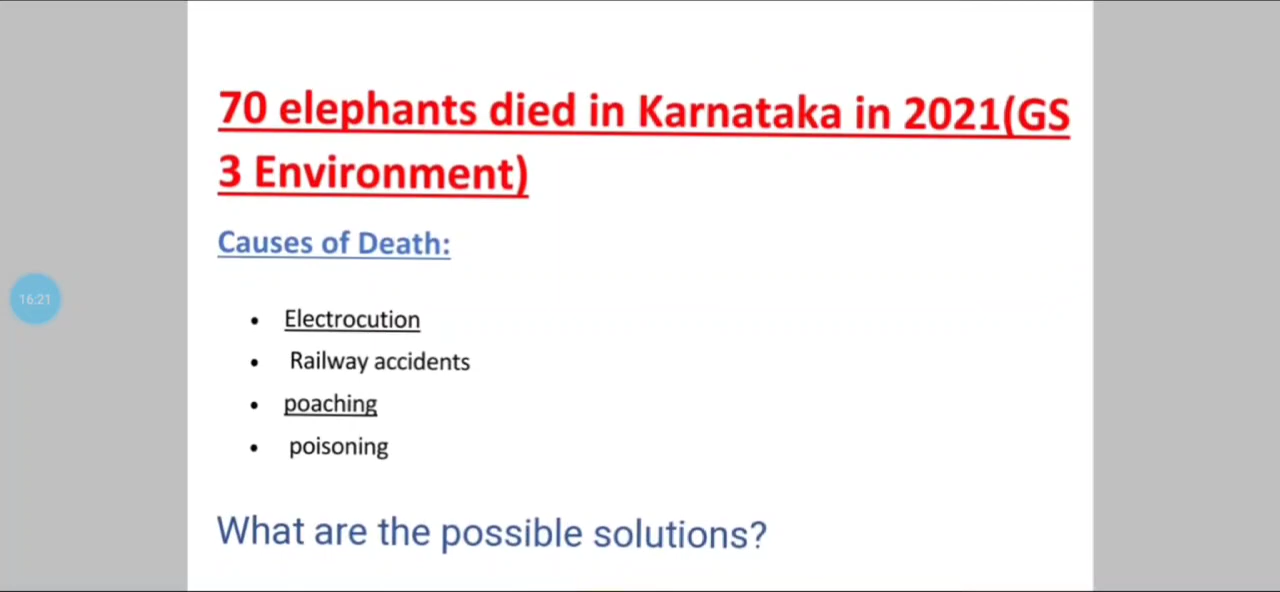 70 elephants died in Karnataka in 2021(GS
3 Environment)
Causes of Death:
16:21
• Electrocution
• Railway accidents
• poaching
• poisoning
What are the possible solutions?